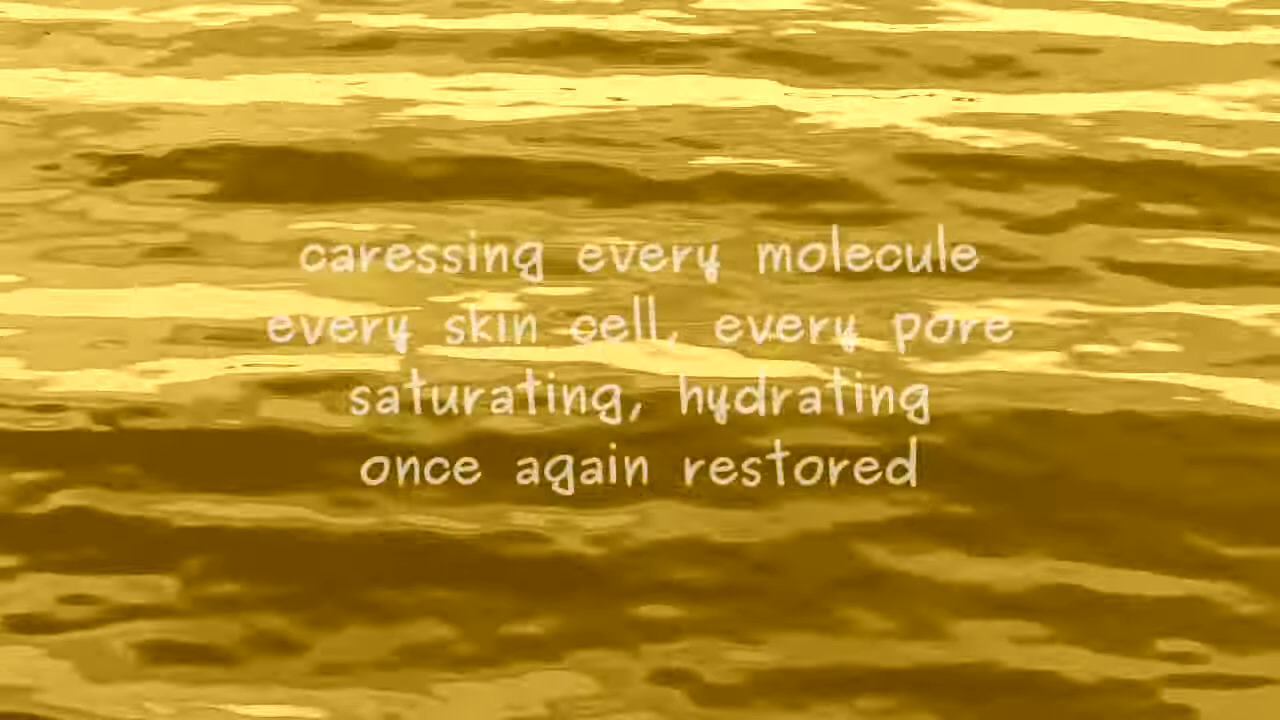 caressing every molecule
every skin cell, every pore
saturating, hydrating
once again restored